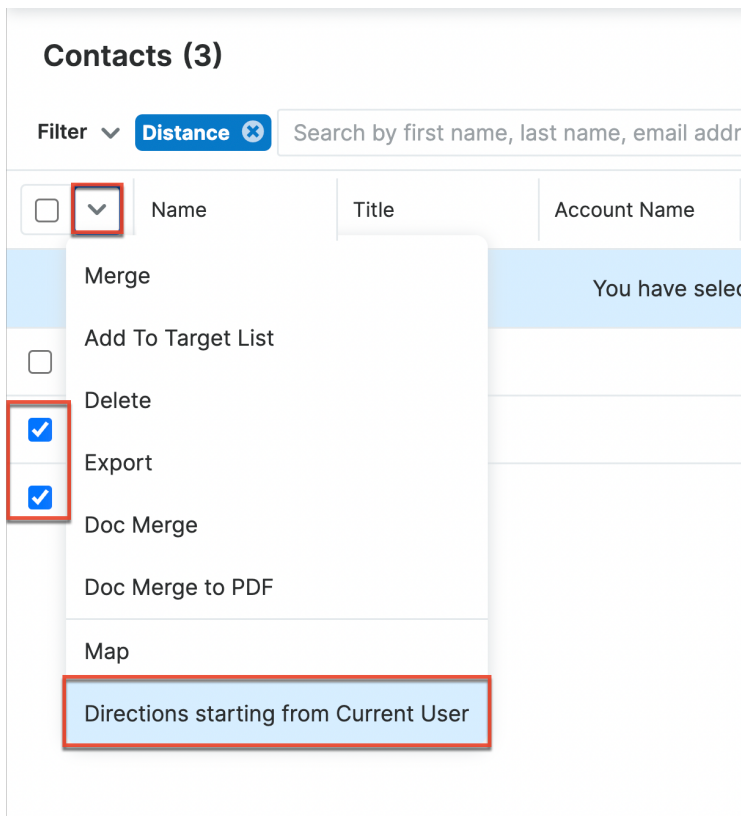 Contacts (3)
Filter Distance Search by first name, last name, email addr
Name Title Account Name
You have selec
Merge
Add To Target List
Delete
Export
Doc Merge
Doc Merge to PDF
Map
Directions starting from Current User